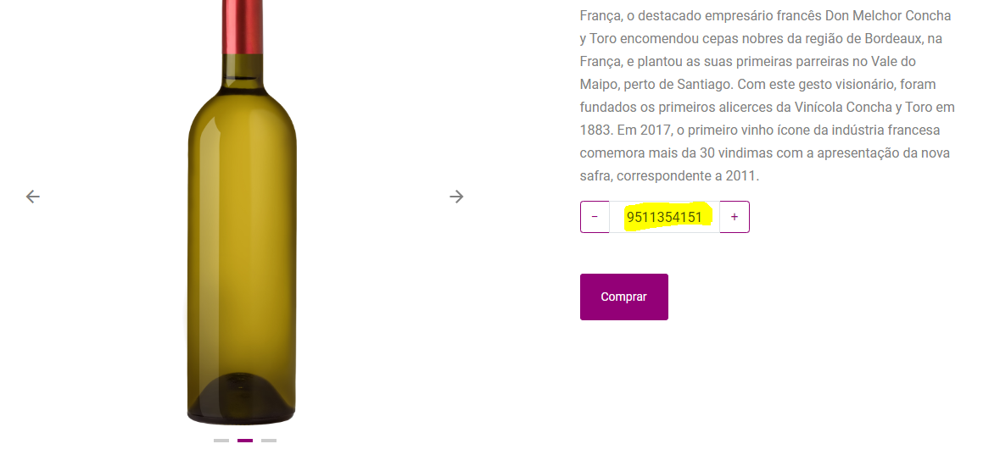 França, o destacado empresário francês Don Melchor Concha
y Toro encomendou cepas nobres da região de Bordeaux, na
França, e plantou as suas primeiras parreiras no Vale do
Maipo, perto de Santiago. Com este gesto visionário, foram
fundados os primeiros alicerces da Vinícola Concha y Toro em
1883. Em 2017, o primeiro vinho ícone da indústria francesa
comemora mais da 30 vindimas com a apresentação da nova
safra, correspondente a 2011.
− 9511354151 +
Comprar